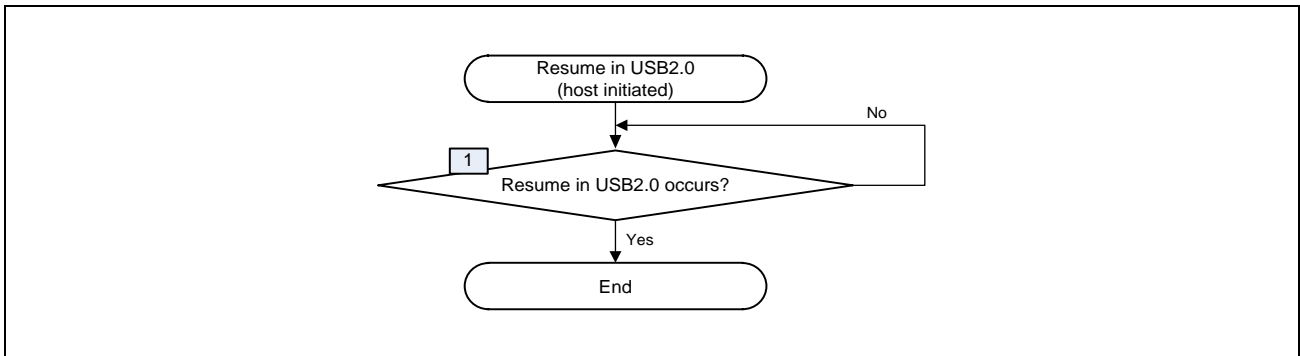 Resume in USB2.0
(host initiated)
No
1
Resume in USB2.0 occurs?
Yes
End